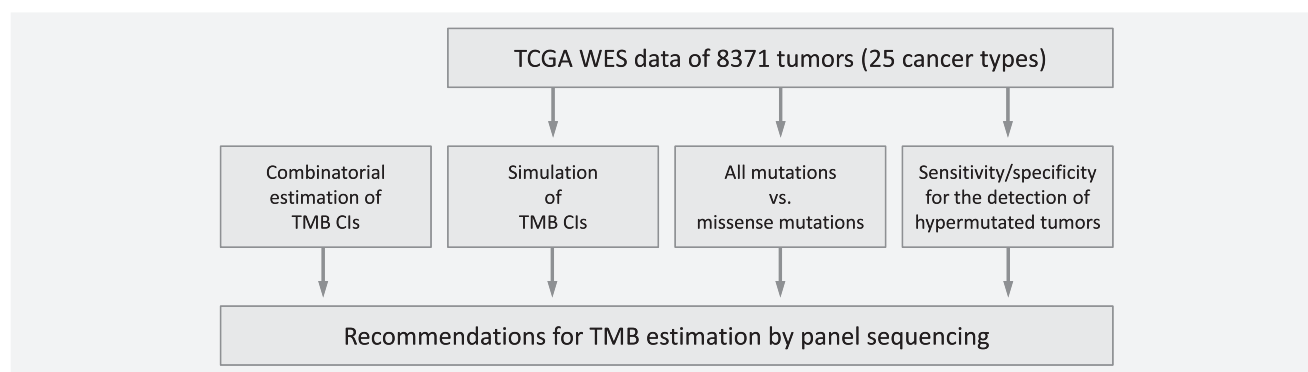 TCGA WES data of 8371 tumors (25 cancer types)
Combinatorial
estimation of
TMB CIs
Simulation
of
TMB CIs
All mutations
vs.
missense mutations
Sensitivity/specificity
for the detection of
hypermutated tumors
Recommendations for TMB estimation by panel sequencing